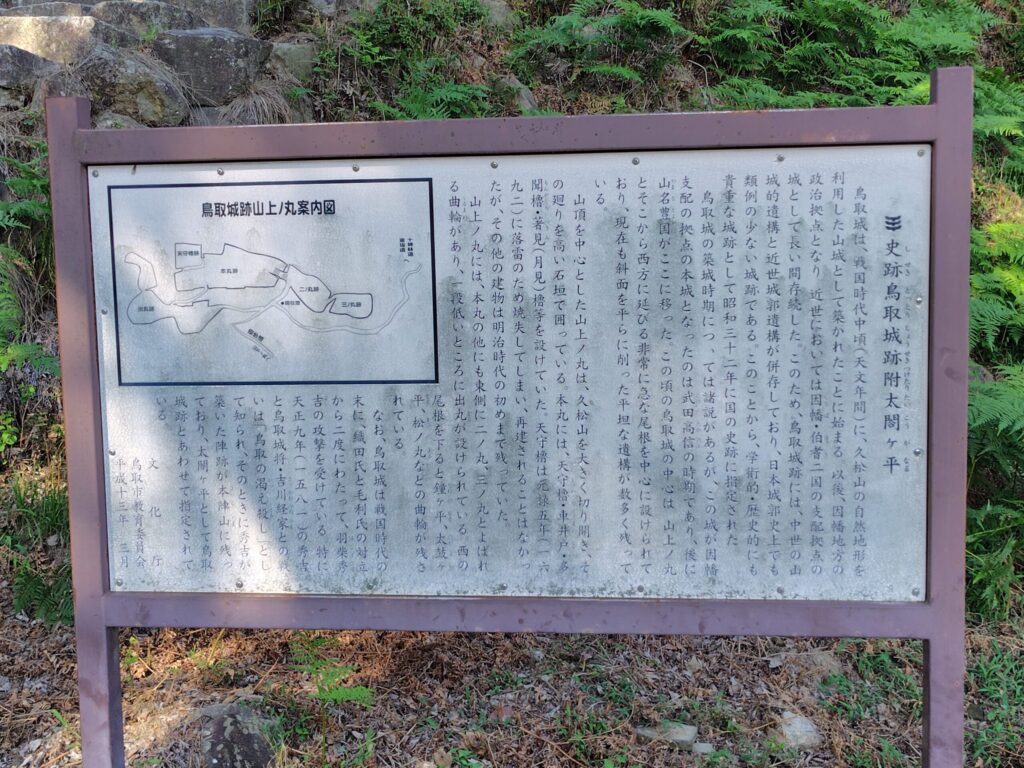 史跡鳥取城跡附太閤ヶ平
鳥取城は、戦国時代中頃（天文年間）に、久松山の自然地形を
利用した山城として築かれたことに始まる。以後、因幡地方の
政治拠点となり、近世においては因幡・伯耆二国の支配拠点の
城として長い間存続した。このため、鳥取城跡には、中世の山
城的遺構と近世城郭遺構が併存しており、日本城郭史上でも
類例の少ない城跡である。このことから、学術的・歴史的にも
貴重な城跡として昭和三十二年に国の史跡に指定された。
鳥取城の築城時期については諸説があるが、この城が因幡
支配の拠点の本城となったのは武田高信の時期であり、後に
山名豊国がここに移った。この頃の鳥取城の中心は、山上ノ丸
とそこから西方に延びる非常に急な尾根を中心に設けられて
おり、現在も斜面を平らに削った平坦な遺構が数多く残って
いる。
山頂を中心とした山上ノ丸は、久松山を大きく切り開き、そ
の廻りを高い石垣で囲っている。本丸には、天守櫓・車井戸・多
聞櫓・著見（月見）櫓等を設けていた。天守櫓は元禄五年（一六
九二）に落雷のため焼失してしまい、再建されることはなかっ
たが、その他の建物は明治時代の初めまで残っていた。
山上ノ丸には、本丸の他にも東側に二ノ丸、三ノ丸とよばれ
る曲輪があり、一段低いところに出丸が設けられている。西の
尾根を下ると鐘ヶ平、太鼓ヶ
平、松ノ丸などの曲輪が残さ
れている。
なお、鳥取城は戦国時代の
末に、織田氏と毛利氏の対立
から二度にわたって、羽柴秀
吉の攻撃を受けている。特に
天正九年（一五八一）の秀吉
と鳥取城将・吉川経家との戦
いは、「鳥取の渇え殺し」とし
て知られ、そのときに秀吉が
築いた陣跡が本陣山に残っ
ており、太閤ヶ平として鳥取
城跡とあわせて指定されて
いる。
文化庁
鳥取市教育委員会
平成十三年 三月
鳥取城跡山上ノ丸案内図
天守櫓跡
本丸跡
二ノ丸跡
三ノ丸跡
出丸跡